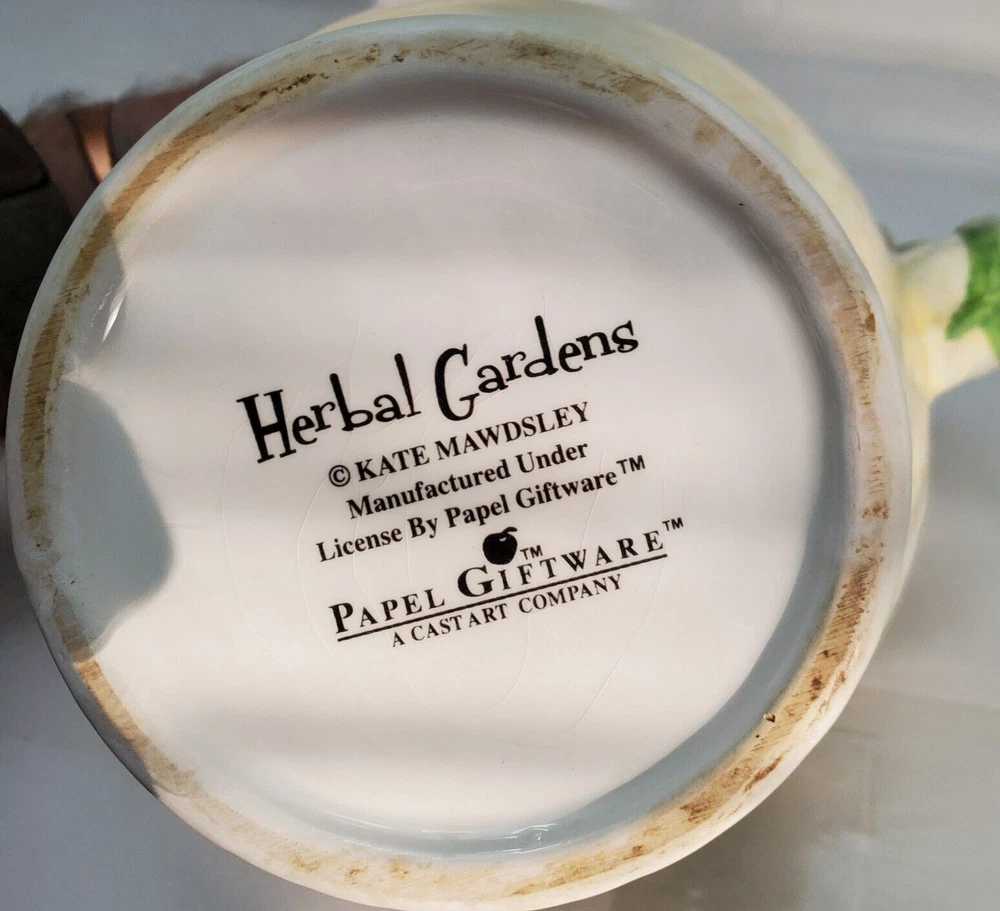 Herbal Gardens
© KATE MAWDSLEY
Manufactured Under
License By Papel Giftware™
™
PAPEL GIFTWARE™
A CAST ART COMPANY